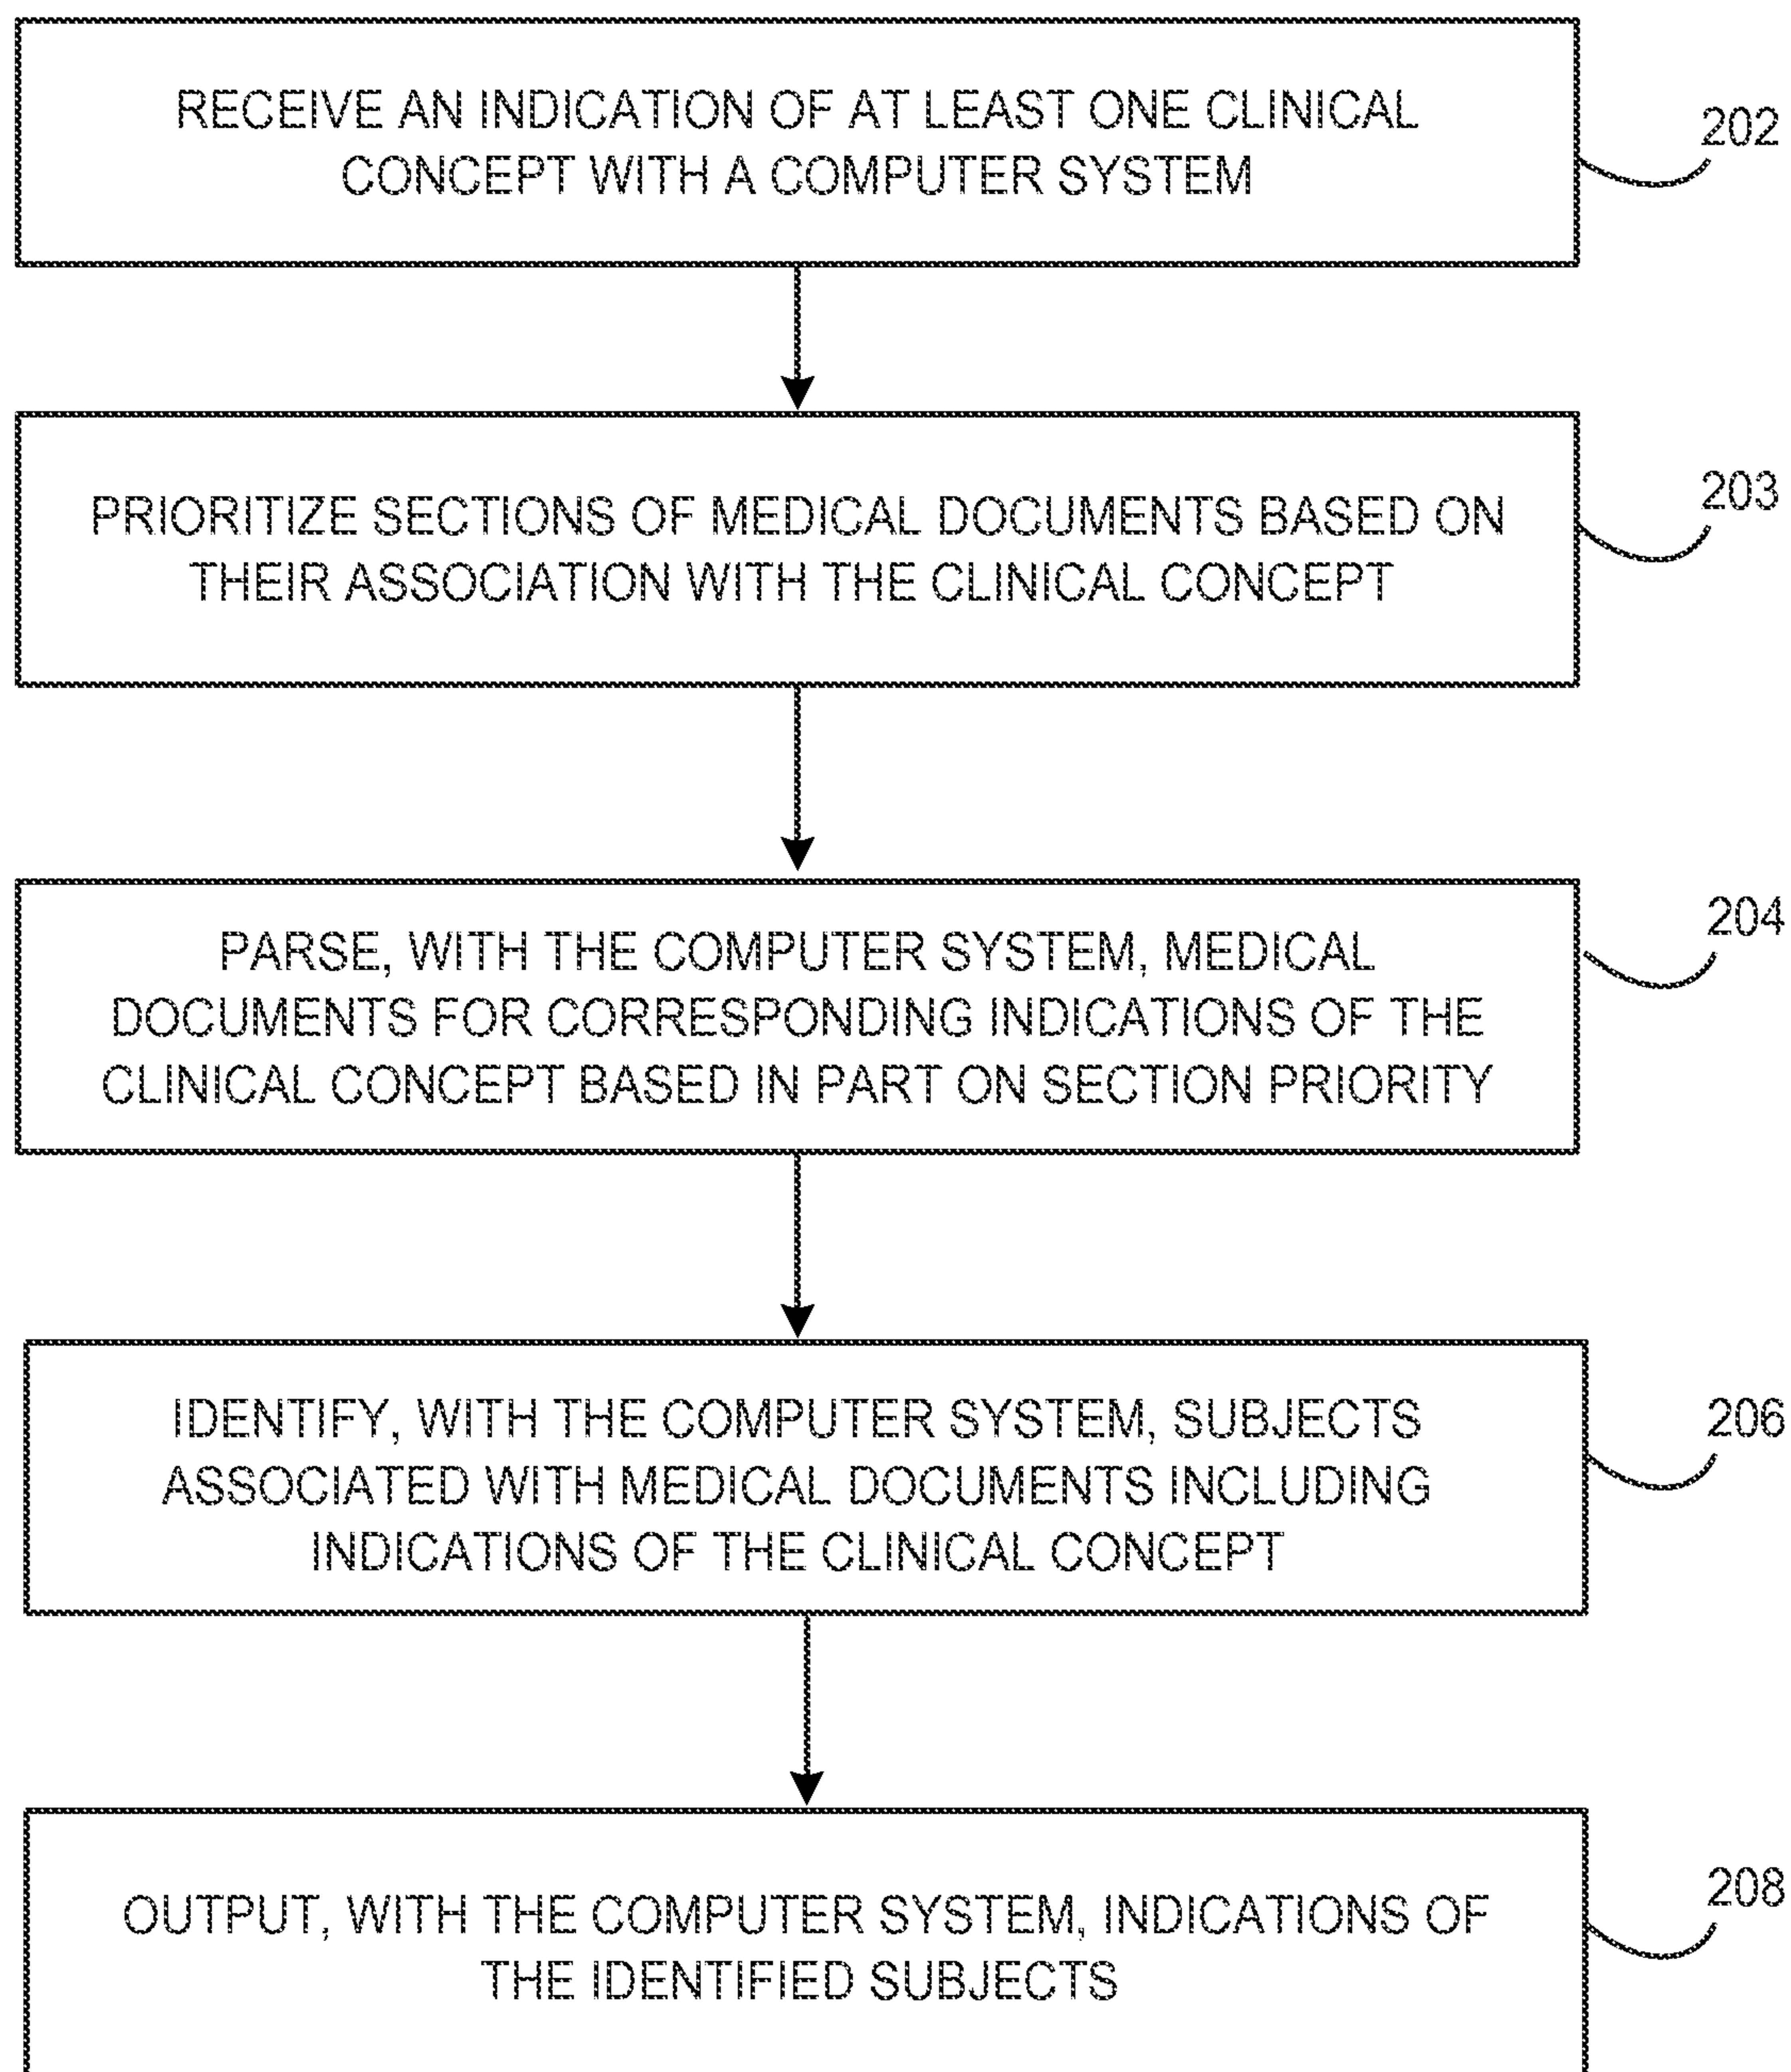 RECEIVE AN INDICATION OF AT LEAST ONE CLINICAL
CONCEPT WITH A COMPUTER SYSTEM
202
PRIORITIZE SECTIONS OF MEDICAL DOCUMENTS BASED ON
THEIR ASSOCIATION WITH THE CLINICAL CONCEPT
203
PARSE, WITH THE COMPUTER SYSTEM, MEDICAL
DOCUMENTS FOR CORRESPONDING INDICATIONS OF THE
CLINICAL CONCEPT BASED IN PART ON SECTION PRIORITY
204
IDENTIFY, WITH THE COMPUTER SYSTEM, SUBJECTS
ASSOCIATED WITH MEDICAL DOCUMENTS INCLUDING
INDICATIONS OF THE CLINICAL CONCEPT
206
OUTPUT, WITH THE COMPUTER SYSTEM, INDICATIONS OF
THE IDENTIFIED SUBJECTS
208